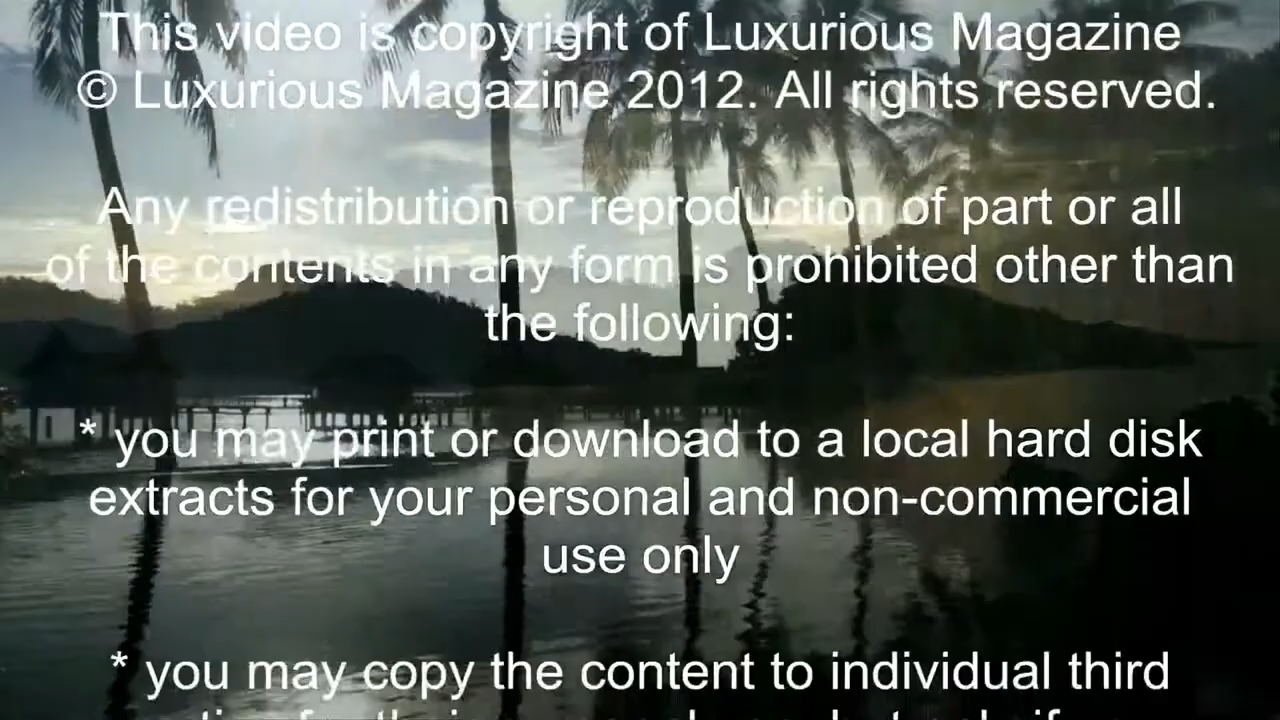 This video is copyright of Luxurious Magazine
© Luxurious Magazine 2012. All rights reserved.
Any redistribution or reproduction of part or all
of the contents in any form is prohibited other than
the following:
* you may print or download to a local hard disk
extracts for your personal and non-commercial
use only
* you may copy the content to individual third